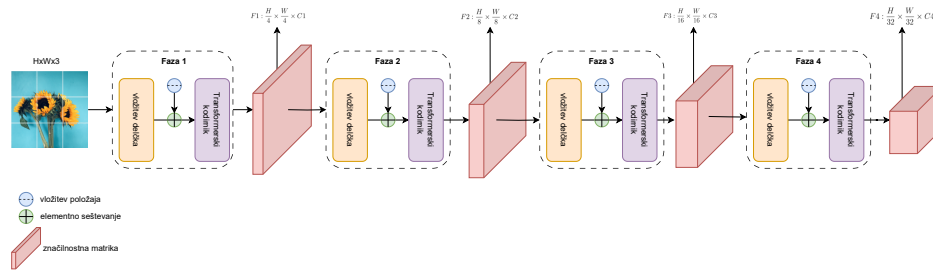 F1 : H/4 × W/4 × C1
F2 : H/8 × W/8 × C2
F3 : H/16 × W/16 × C3
F4 : H/32 × W/32 × C4
HxWx3
Faza 1
vložitev delčka
Transformerski kodirnik
Faza 2
vložitev delčka
Transformerski kodirnik
Faza 3
vložitev delčka
Transformerski kodirnik
Faza 4
vložitev delčka
Transformerski kodirnik
vložitev položaja
elementno seštevanje
značilnostna matrika